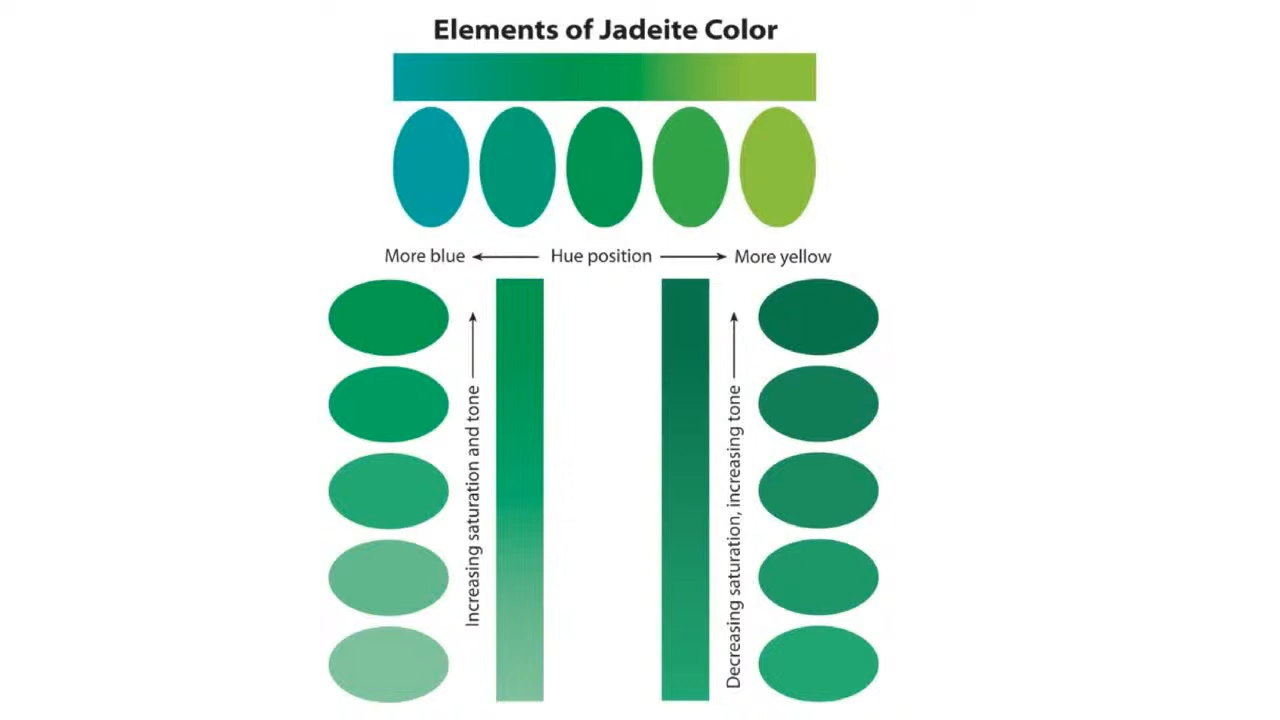 Elements of Jadeite Color
More blue
Hue position
More yellow
Increasing saturation and tone
Decreasing saturation, increasing tone